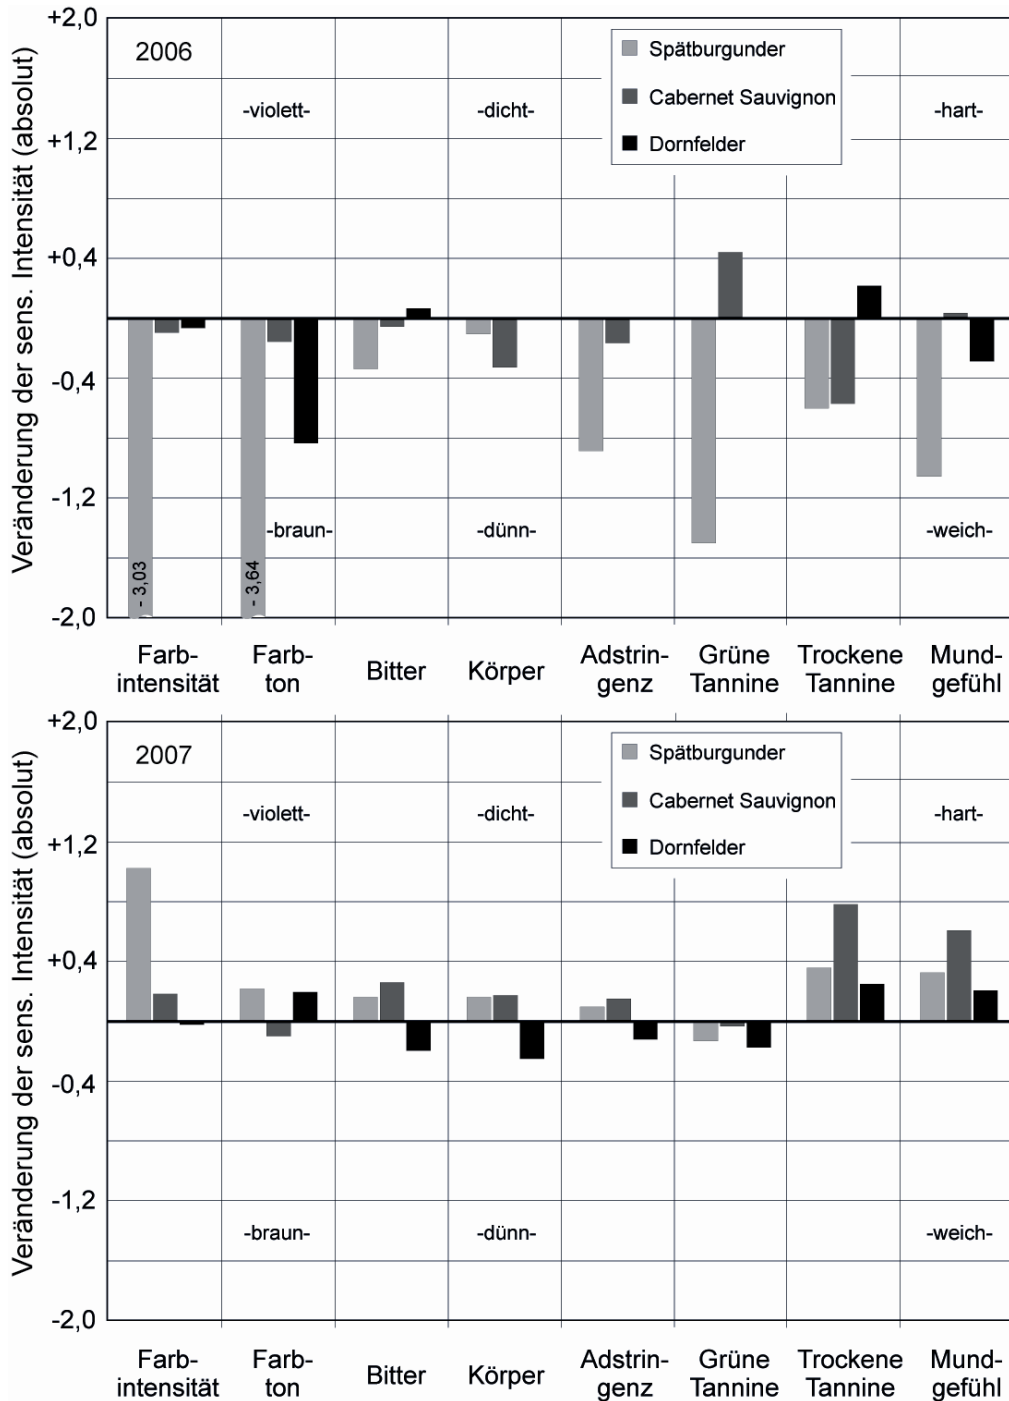 Veränderung der sens. Intensität (absolut)
+2,0
+1,2
+0,4
-0,4
-1,2
-2,0
2006
Spätburgunder
Cabernet Sauvignon
Dornfelder
-violett-
-dicht-
-hart-
-braun-
-dünn-
-weich-
- 3,03
- 3,64
Farb-
intensität
Farb-
ton
Bitter
Körper
Adstrin-
genz
Grüne
Tannine
Trockene
Tannine
Mund-
gefühl
Veränderung der sens. Intensität (absolut)
+2,0
+1,2
+0,4
-0,4
-1,2
-2,0
2007
Spätburgunder
Cabernet Sauvignon
Dornfelder
-violett-
-dicht-
-hart-
-braun-
-dünn-
-weich-
Farb-
intensität
Farb-
ton
Bitter
Körper
Adstrin-
genz
Grüne
Tannine
Trockene
Tannine
Mund-
gefühl